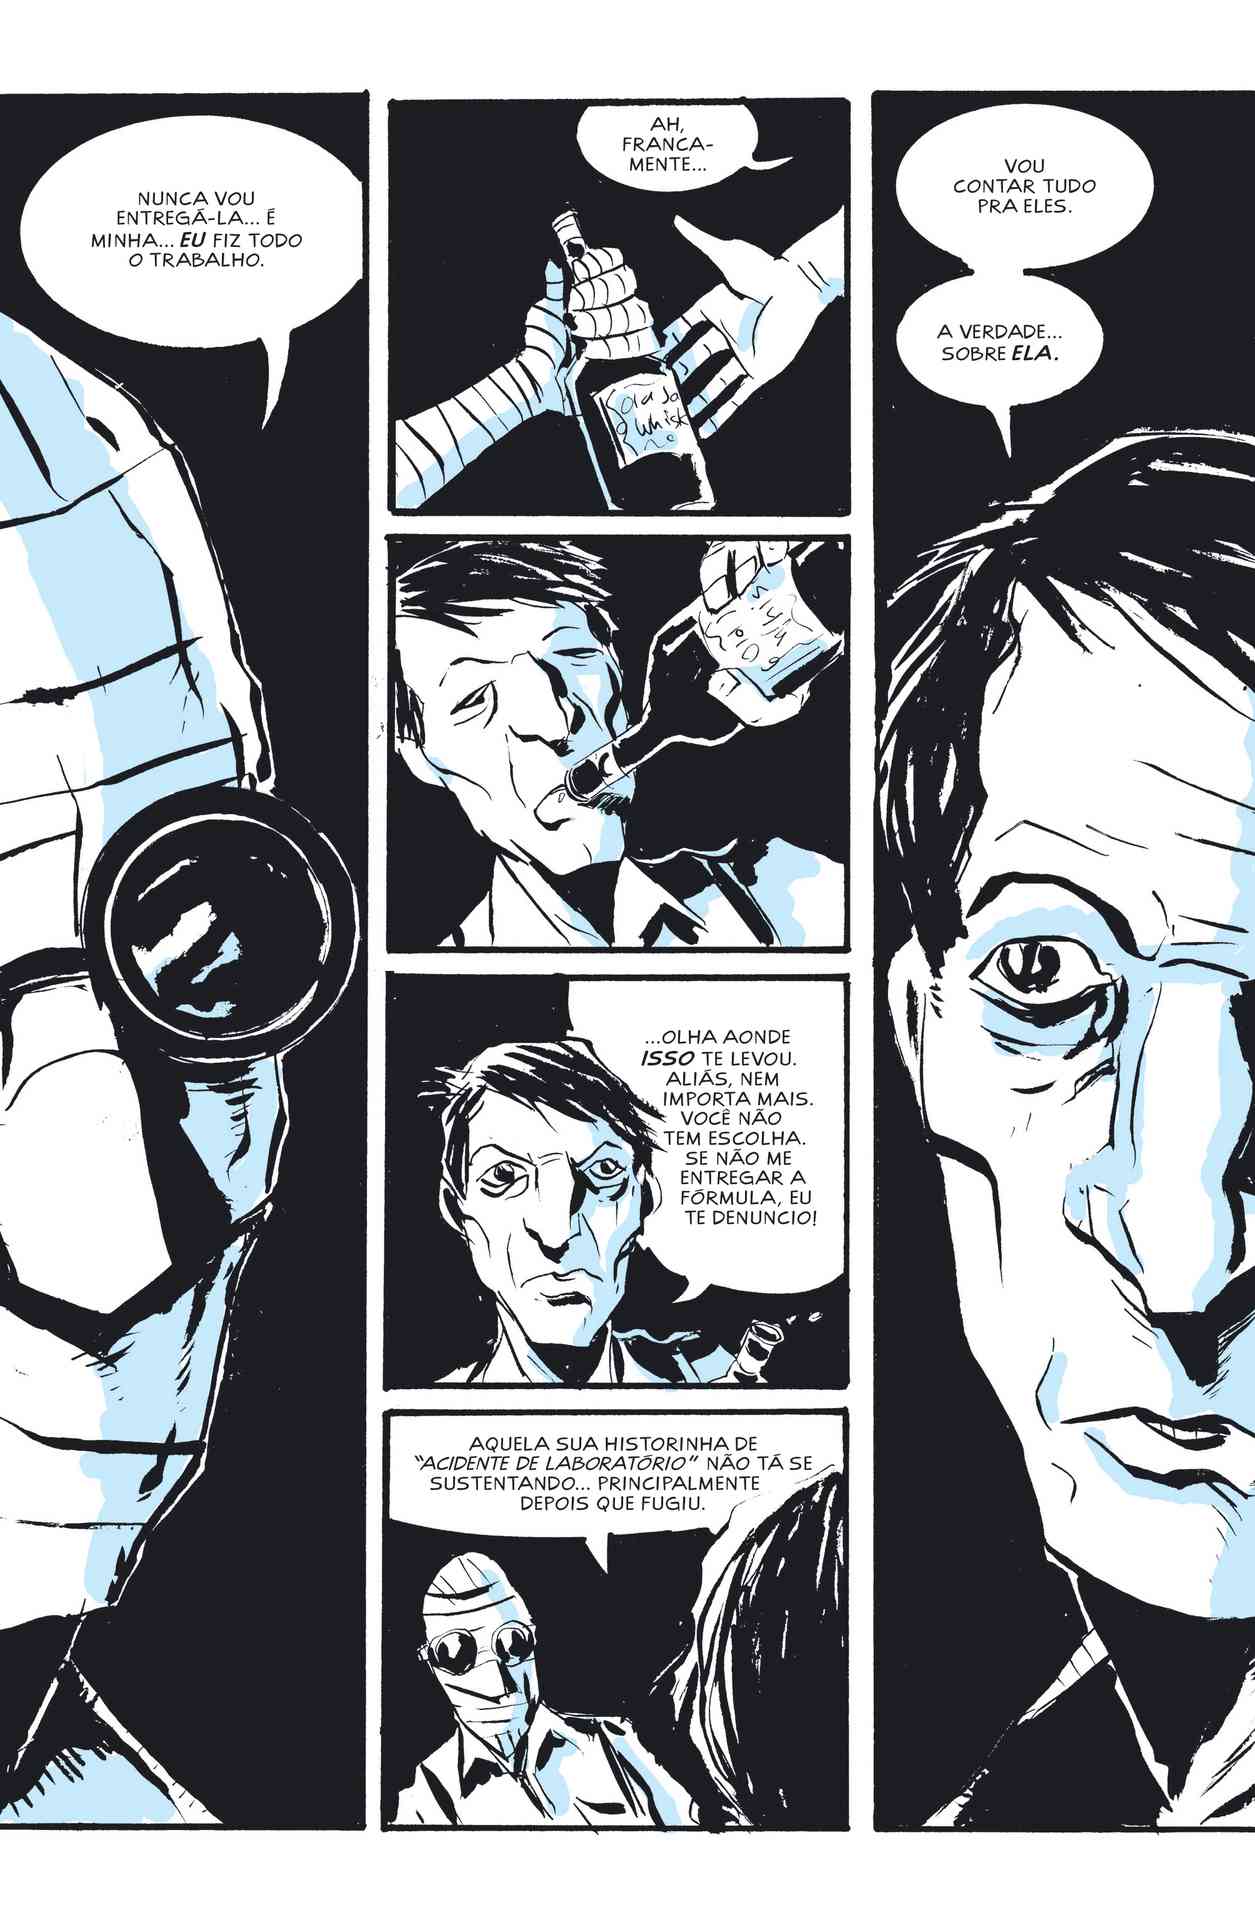 NUNCA VOU
ENTREGÁ-LA... É
MINHA... EU FIZ TODO
O TRABALHO.
AH,
FRANCA-
MENTE...
...OLHA AONDE
ISSO TE LEVOU.
ALIÁS, NEM
IMPORTA MAIS.
VOCÊ NÃO
TEM ESCOLHA.
SE NÃO ME
ENTREGAR A
FÓRMULA, EU
TE DENUNCIO!
AQUELA SUA HISTORINHA DE
"ACIDENTE DE LABORATÓRIO" NÃO TÁ SE
SUSTENTANDO... PRINCIPALMENTE
DEPOIS QUE FUGIU.
VOU
CONTAR TUDO
PRA ELES.
A VERDADE...
SOBRE ELA.